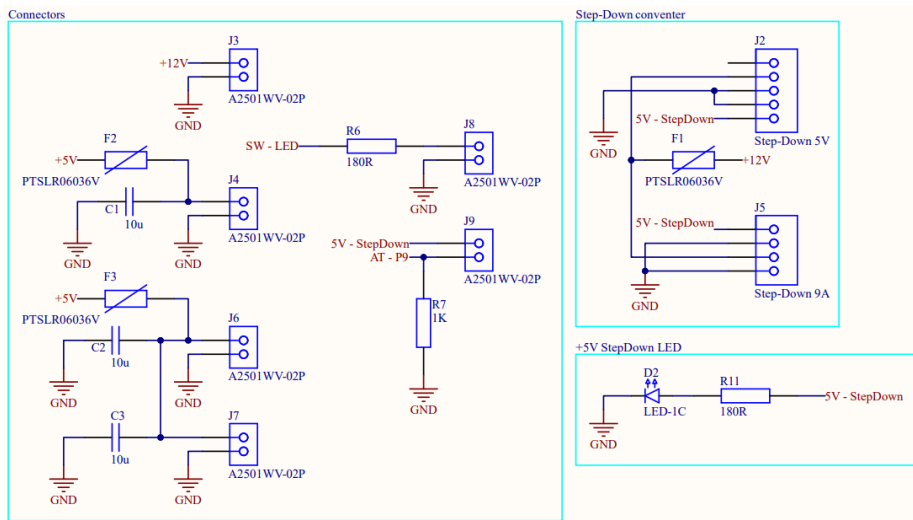 Connectors
J3
+12V
GND
A2501WV-02P
F2
+5V
PTSLR06036V
J4
C1
10u
GND
GND
A2501WV-02P
F3
+5V
PTSLR06036V
J6
C2
10u
GND
GND
A2501WV-02P
C3
10u
J7
GND
GND
A2501WV-02P
R6
SW - LED
180R
J8
GND
A2501WV-02P
J9
5V - StepDown
AT - P9
A2501WV-02P
R7
1K
GND
Step-Down conventer
J2
5V - StepDown
GND
Step-Down 5V
F1
+12V
PTSLR06036V
J5
5V - StepDown
GND
Step-Down 9A
+5V StepDown LED
D2
LED-1C
R11
180R
5V - StepDown
GND